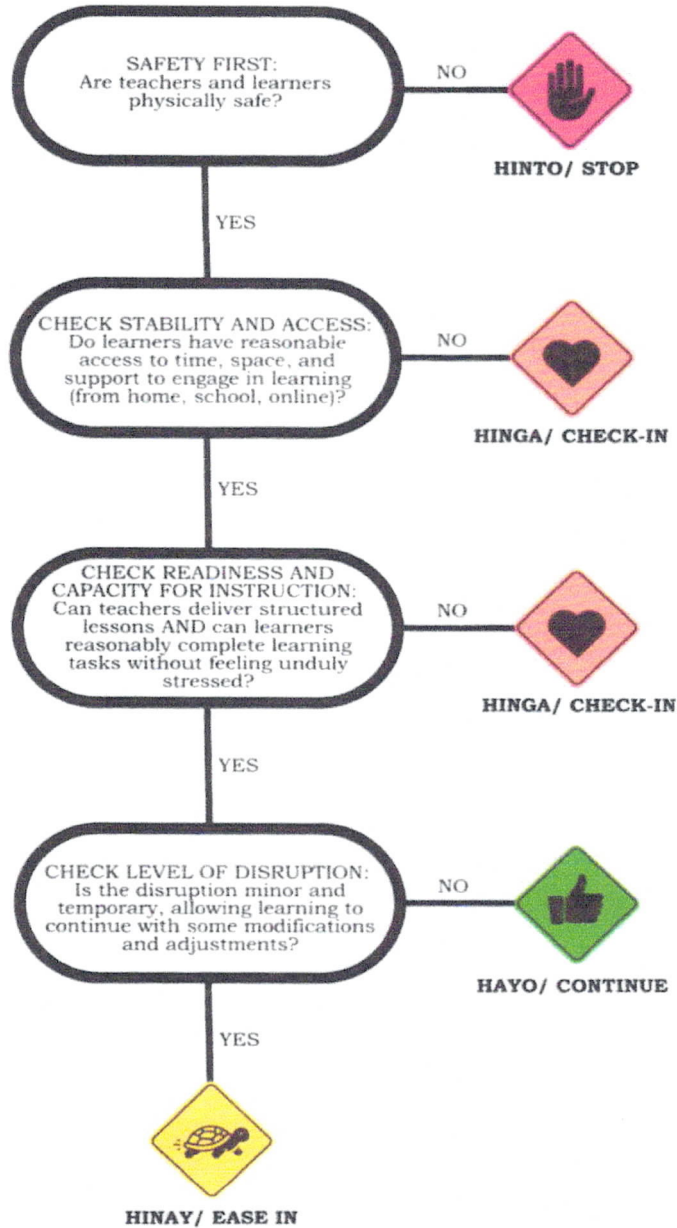 SAFETY FIRST:
Are teachers and learners
physically safe?
NO
HINTO/ STOP
YES
CHECK STABILITY AND ACCESS:
Do learners have reasonable
access to time, space, and
support to engage in learning
(from home, school, online)?
NO
HINGA/ CHECK-IN
YES
CHECK READINESS AND
CAPACITY FOR INSTRUCTION:
Can teachers deliver structured
lessons AND can learners
reasonably complete learning
tasks without feeling unduly
stressed?
NO
HINGA/ CHECK-IN
YES
CHECK LEVEL OF DISRUPTION:
Is the disruption minor and
temporary, allowing learning to
continue with some modifications
and adjustments?
NO
HAYO/ CONTINUE
YES
HINAY/ EASE IN